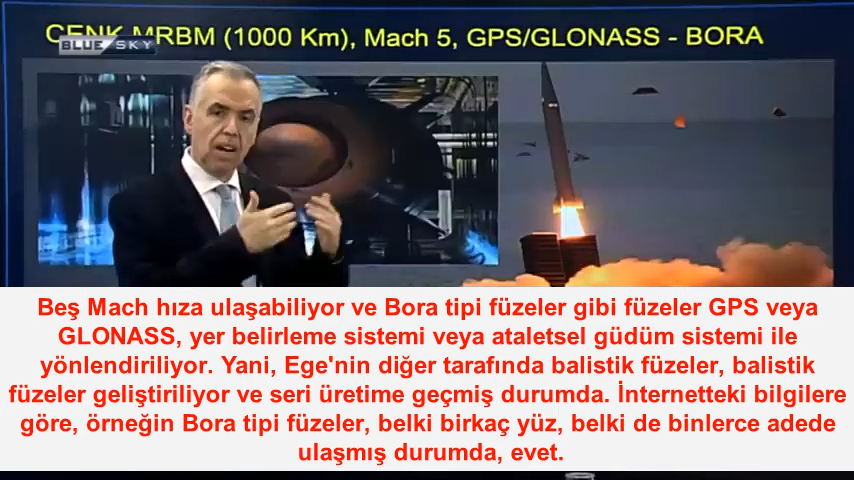 CENK MRBM (1000 Km), Mach 5, GPS/GLONASS - BORA
BLUE SKY
Beş Mach hıza ulaşabiliyor ve Bora tipi füzeler gibi füzeler GPS veya
GLONASS, yer belirleme sistemi veya ataletsel güdüm sistemi ile
yönlendiriliyor. Yani, Ege'nin diğer tarafında balistik füzeler, balistik
füzeler geliştiriliyor ve seri üretime geçmiş durumda. İnternetteki bilgilere
göre, örneğin Bora tipi füzeler, belki birkaç yüz, belki de binlerce adede
ulaşmış durumda, evet.